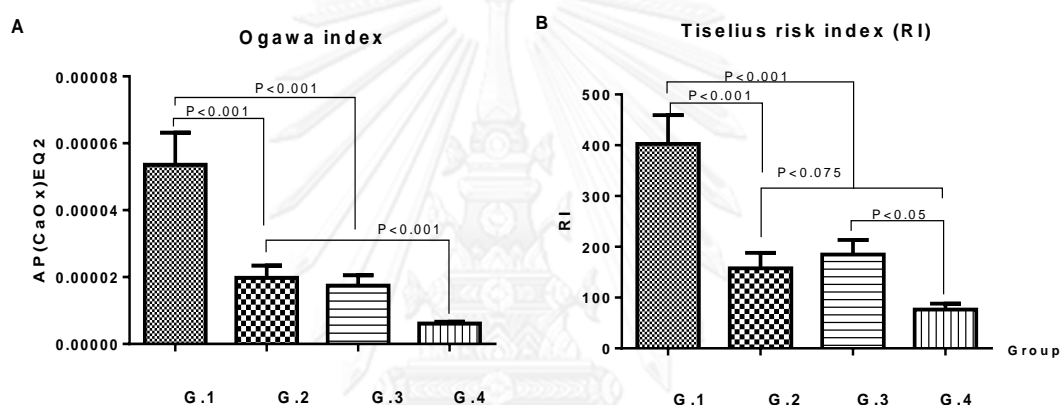 A
Ogawa index
AP(CaOx)EQ2
0.00008
0.00006
0.00004
0.00002
0.00000
P<0.001
P<0.001
P<0.001
G.1 G.2 G.3 G.4
B
Tiselius risk index (RI)
RI
500
400
300
200
100
0
P<0.001
P<0.001
P<0.075
P<0.05
Group
G.1 G.2 G.3 G.4